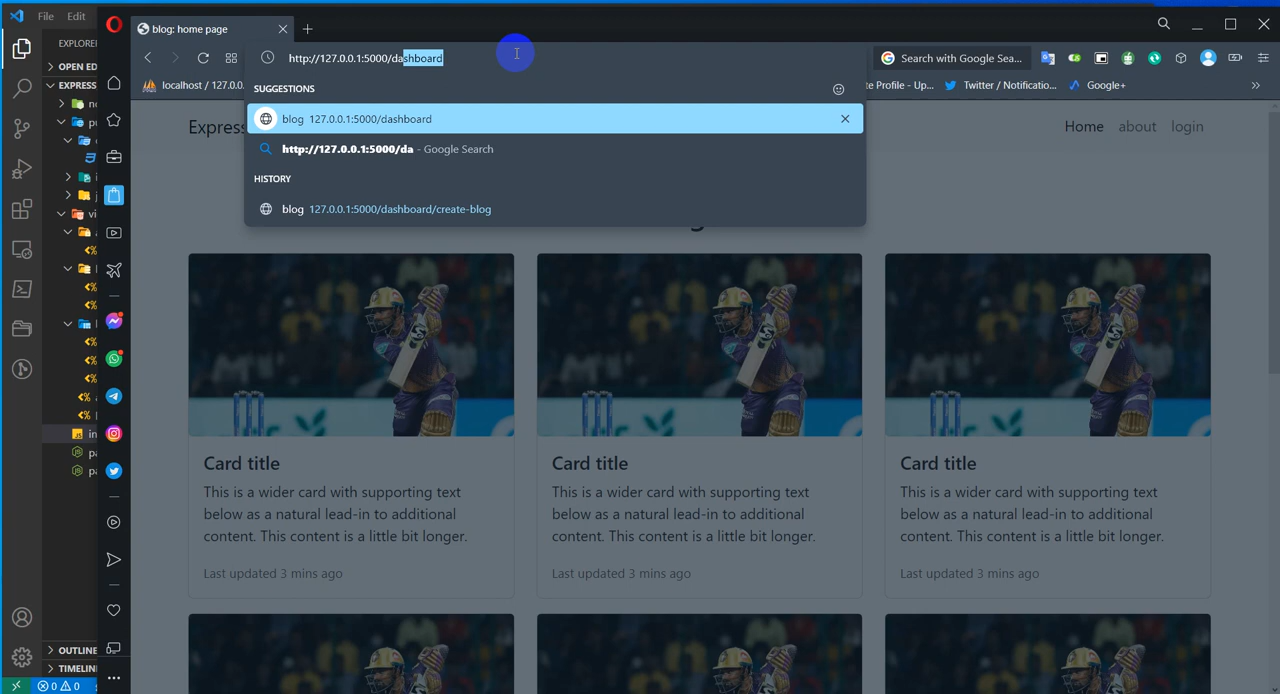 File Edit
blog: home page
http://127.0.0.1:5000/dashboard
Search with Google Sea...
localhost / 127.0.0.
te Profile - Up...
Twitter / Notificatio...
Google+
SUGGESTIONS
blog 127.0.0.1:5000/dashboard
http://127.0.0.1:5000/da - Google Search
HISTORY
blog 127.0.0.1:5000/dashboard/create-blog
EXPLORE
OPEN ED
EXPRESS
Express
Home about login
Card title
This is a wider card with supporting text
below as a natural lead-in to additional
content. This content is a little bit longer.
Last updated 3 mins ago
Card title
This is a wider card with supporting text
below as a natural lead-in to additional
content. This content is a little bit longer.
Last updated 3 mins ago
Card title
This is a wider card with supporting text
below as a natural lead-in to additional
content. This content is a little bit longer.
Last updated 3 mins ago
OUTLINE
TIMELIN
0 0